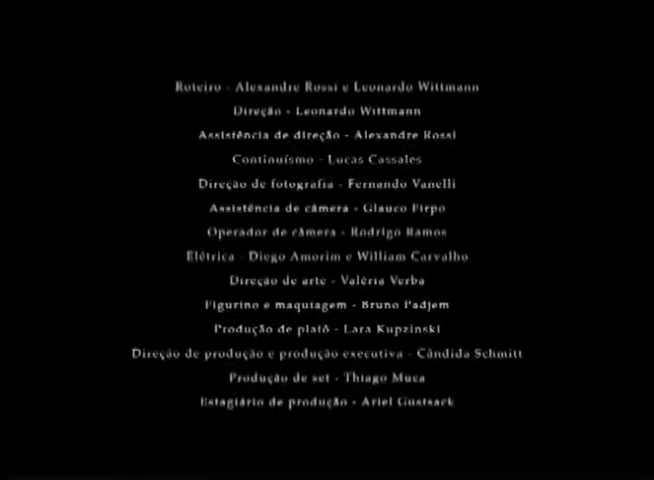 Roteiro - Alexandre Rossi e Leonardo Wittmann
Direção - Leonardo Wittmann
Assistência de direção - Alexandre Rossi
Continuísmo - Lucas Cassales
Direção de fotografia - Fernando Vanelli
Assistência de câmera - Glauco Firpo
Operador de câmera - Rodrigo Ramos
Elétrica - Diego Amorim e William Carvalho
Direção de arte - Valéria Verba
Figurino e maquiagem - Bruno Padjem
Produção de platô - Lara Kupzinski
Direção de produção e produção executiva - Cândida Schmitt
Produção de set - Thiago Muca
Estagiário de produção - Ariel